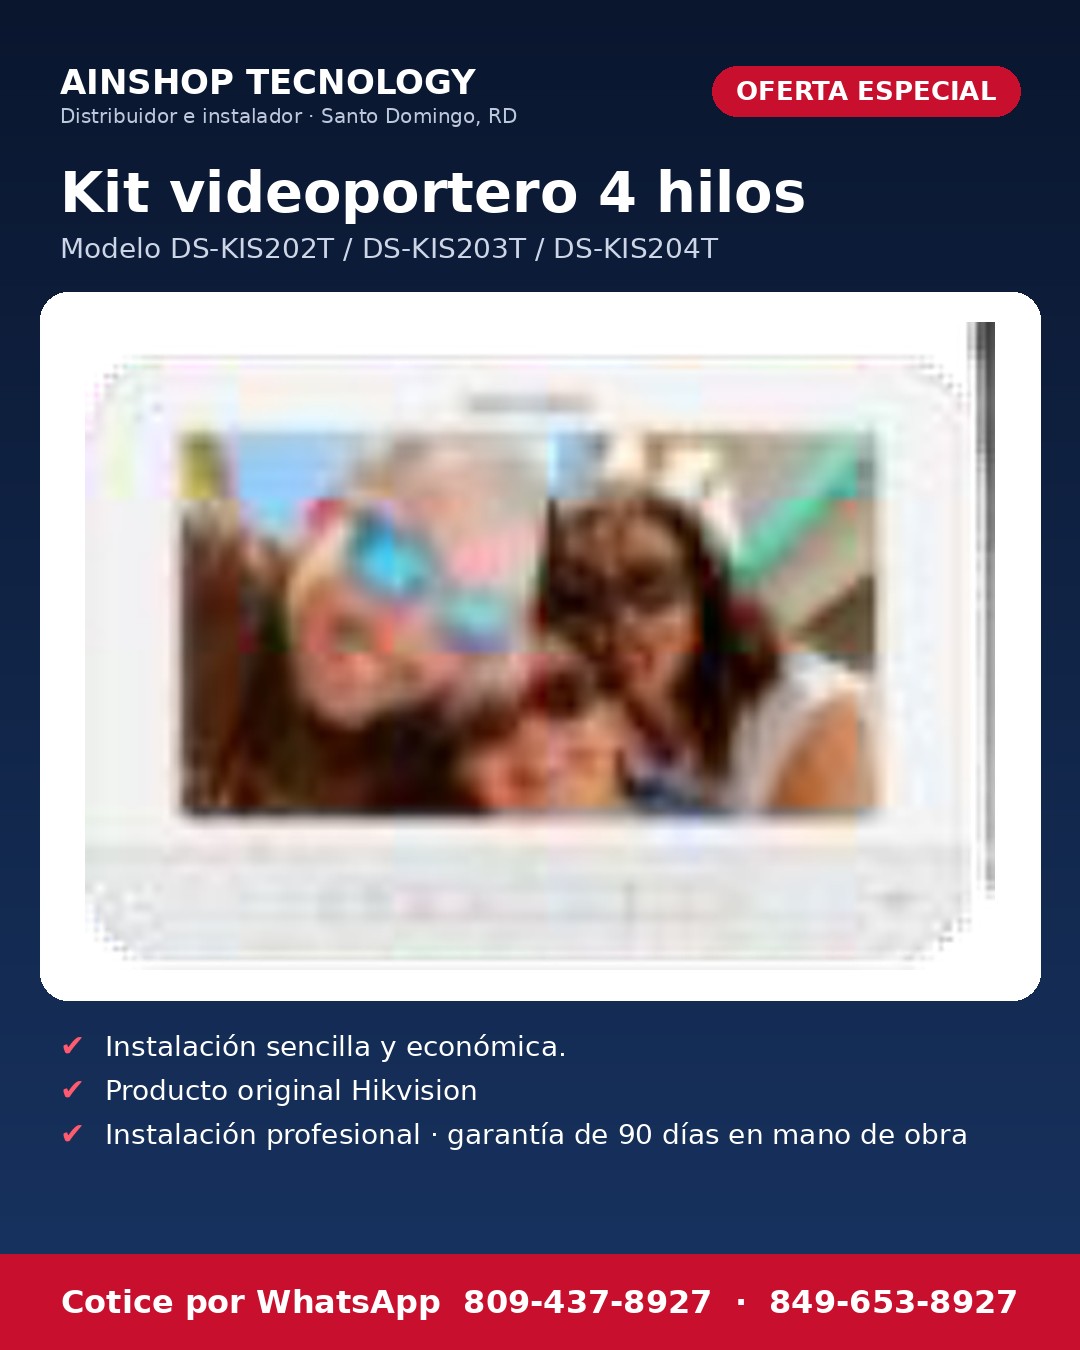 AINSHOP TECNOLOGY
Distribuidor e instalador · Santo Domingo, RD
OFERTA ESPECIAL
Kit videoportero 4 hilos
Modelo DS-KIS202T / DS-KIS203T / DS-KIS204T
✔ Instalación sencilla y económica.
✔ Producto original Hikvision
✔ Instalación profesional · garantía de 90 días en mano de obra
Cotice por WhatsApp 809-437-8927 · 849-653-8927